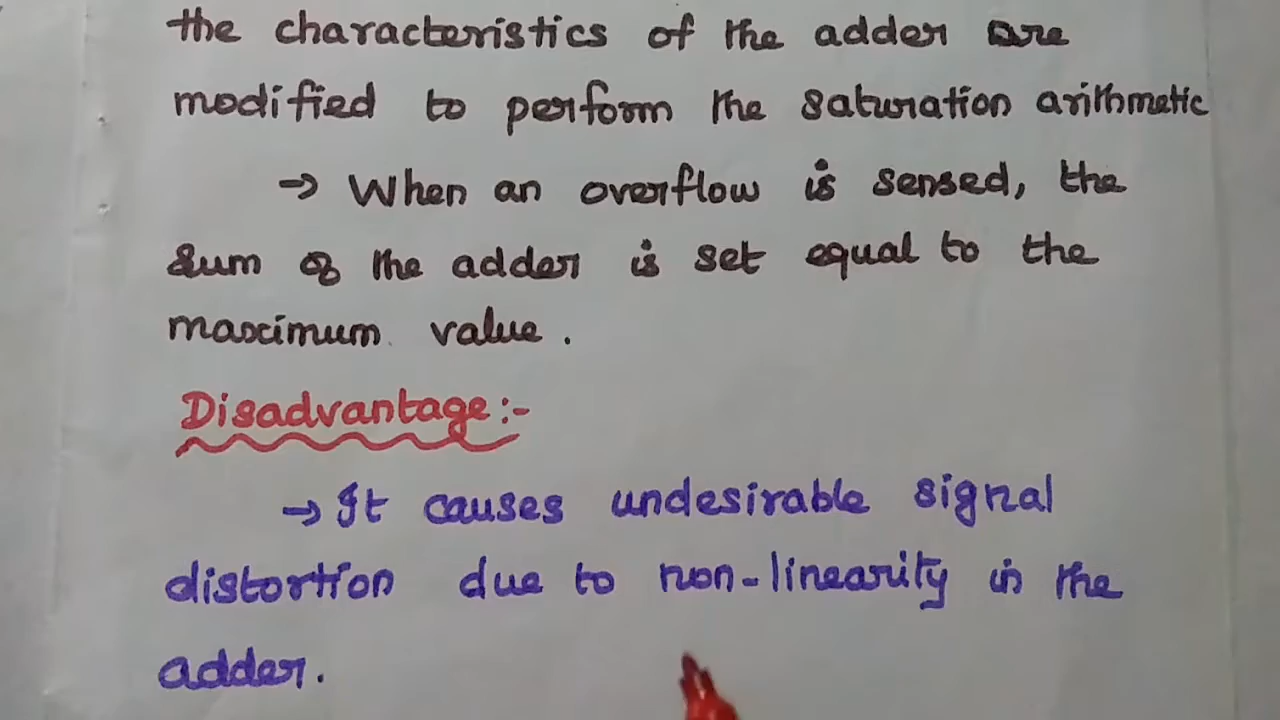 the characteristics of the adder are
modified to perform the saturation arithmetic
→ When an overflow is sensed, the
sum of the adder is set equal to the
maximum value.
Disadvantage:-
→ It causes undesirable signal
distortion due to non-linearity in the
adder.